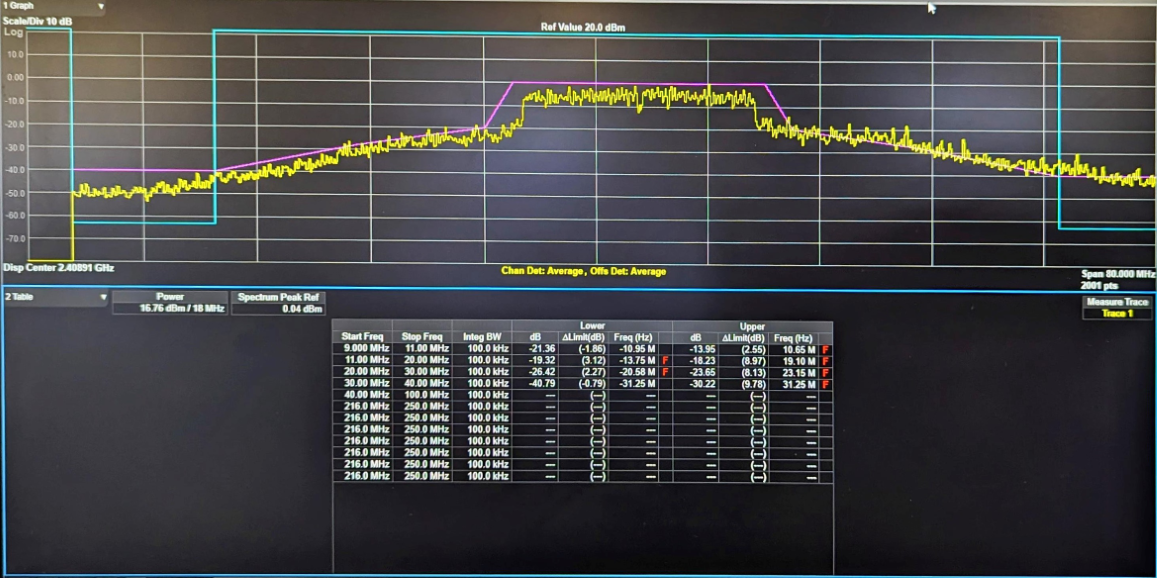 1 Graph
Scale/Div 10 dB
Ref Value 20.0 dBm
Log
10.0
0.00
-10.0
-20.0
-30.0
-40.0
-50.0
-60.0
-70.0
Disp Center 2.40891 GHz
Chan Det: Average, Offs Det: Average
Span 80.000 MHz
2001 pts
2 Table
Power
16.76 dBm / 18 MHz
Spectrum Peak Ref
0.04 dBm
Measure Trace
Trace 1
Lower Upper
Start Freq Stop Freq Integ BW dB ΔLimit(dB) Freq (Hz) dB ΔLimit(dB) Freq (Hz)
9.000 MHz 11.00 MHz 100.0 kHz -21.36 (-1.86) -10.95 M -13.95 (2.55) 10.65 M F
11.00 MHz 20.00 MHz 100.0 kHz -19.32 (3.12) -13.75 M F -18.23 (8.97) 19.10 M F
20.00 MHz 30.00 MHz 100.0 kHz -26.42 (2.27) -20.58 M F -23.65 (8.13) 23.15 M F
30.00 MHz 40.00 MHz 100.0 kHz -40.79 (-0.79) -31.25 M -30.22 (9.78) 31.25 M F
40.00 MHz 100.0 MHz 100.0 kHz --- (---) --- --- (---) ---
216.0 MHz 250.0 MHz 100.0 kHz --- (---) --- --- (---) ---
216.0 MHz 250.0 MHz 100.0 kHz --- (---) --- --- (---) ---
216.0 MHz 250.0 MHz 100.0 kHz --- (---) --- --- (---) ---
216.0 MHz 250.0 MHz 100.0 kHz --- (---) --- --- (---) ---
216.0 MHz 250.0 MHz 100.0 kHz --- (---) --- --- (---) ---
216.0 MHz 250.0 MHz 100.0 kHz --- (---) --- --- (---) ---
216.0 MHz 250.0 MHz 100.0 kHz --- (---) --- --- (---) ---